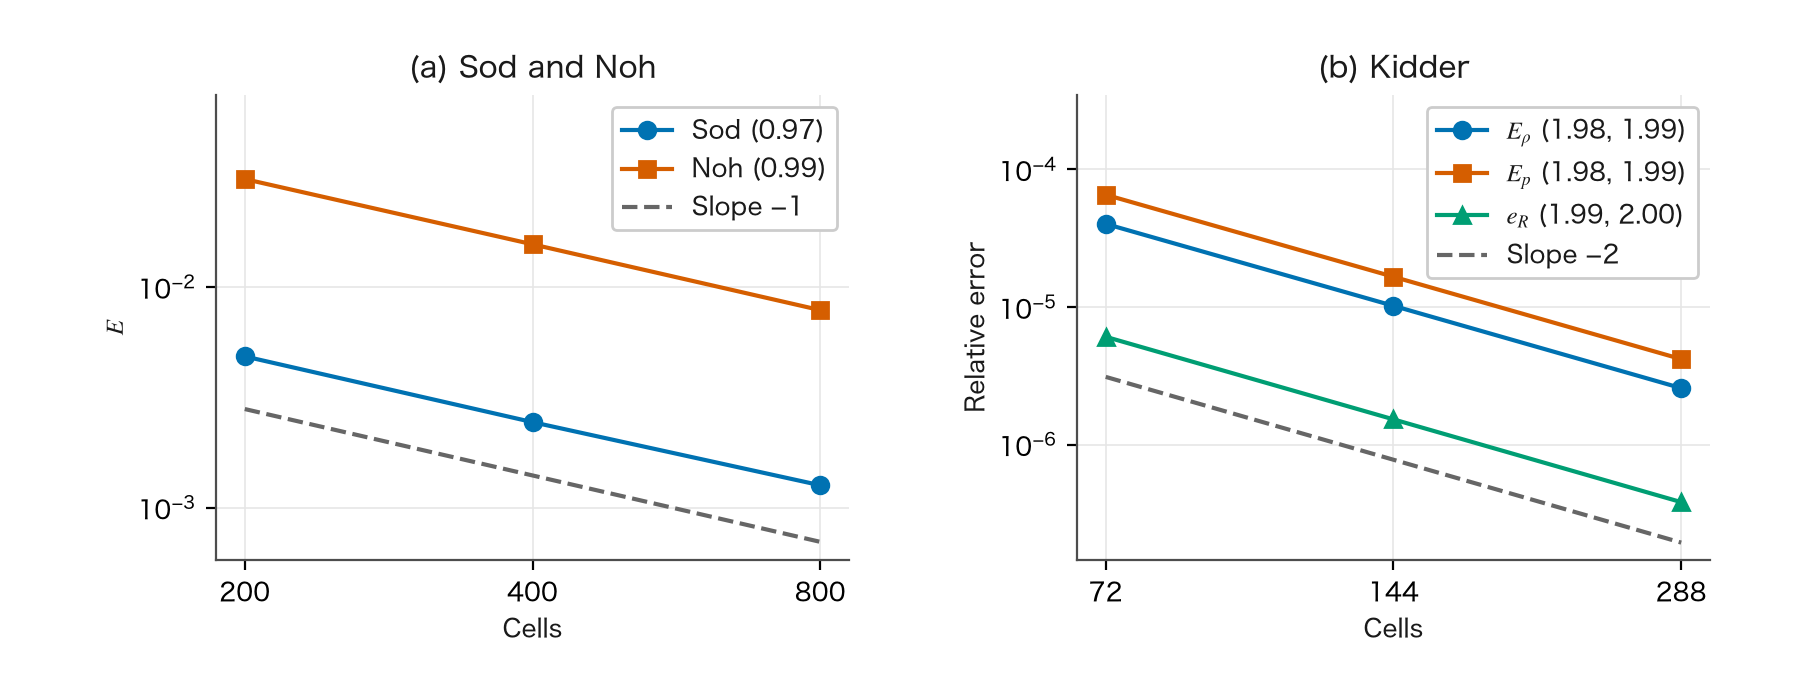 (a) Sod and Noh
Sod (0.97)
Noh (0.99)
Slope −1
10⁻²
10⁻³
E
200 400 800
Cells
(b) Kidder
Eρ (1.98, 1.99)
Ep (1.98, 1.99)
eR (1.99, 2.00)
Slope −2
10⁻⁴
10⁻⁵
10⁻⁶
Relative error
72 144 288
Cells